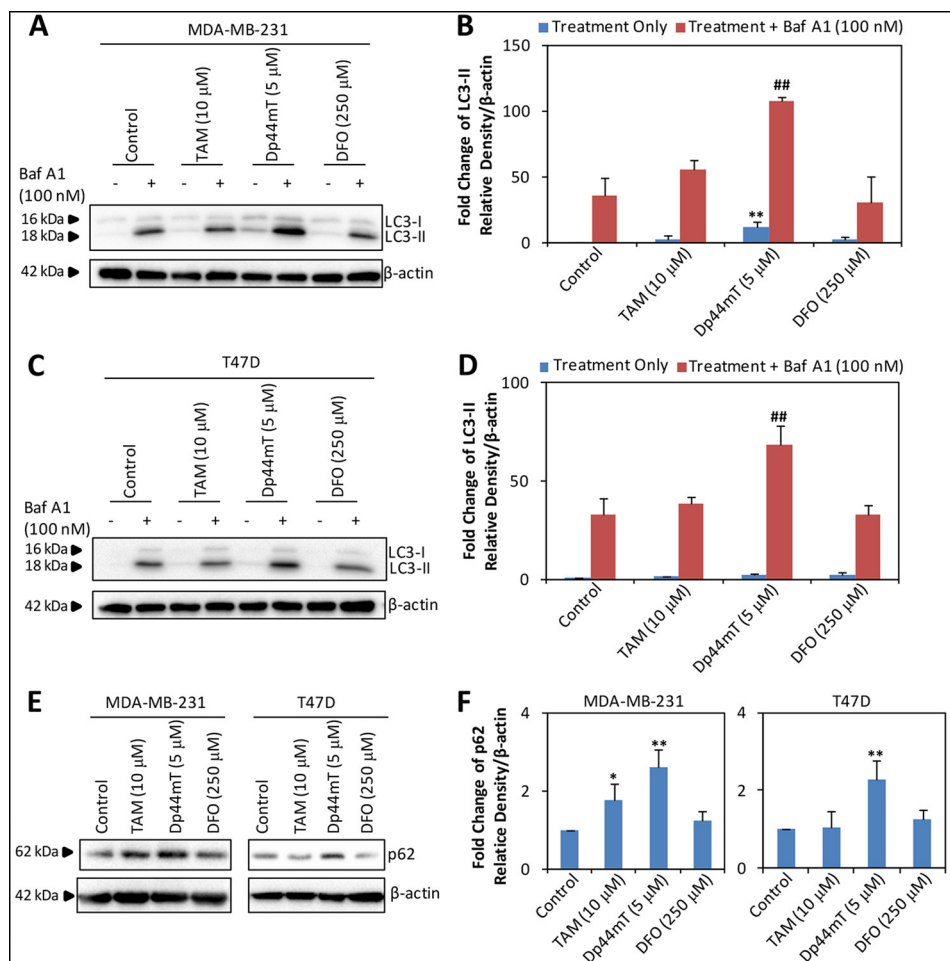 A
MDA-MB-231
Control
TAM (10 µM)
Dp44mT (5 µM)
DFO (250 µM)
Baf A1
(100 nM)
- + - + - + - +
16 kDa
LC3-I
18 kDa
LC3-II
42 kDa
β-actin
B
Treatment Only
Treatment + Baf A1 (100 nM)
Fold Change of LC3-II
Relative Density/β-actin
150
100
50
0
**
##
Control
TAM (10 µM)
Dp44mT (5 µM)
DFO (250 µM)
C
T47D
Control
TAM (10 µM)
Dp44mT (5 µM)
DFO (250 µM)
Baf A1
(100 nM)
- + - + - + - +
16 kDa
LC3-I
18 kDa
LC3-II
42 kDa
β-actin
D
Treatment Only
Treatment + Baf A1 (100 nM)
Fold Change of LC3-II
Relative Density/β-actin
100
50
0
##
Control
TAM (10 µM)
Dp44mT (5 µM)
DFO (250 µM)
E
MDA-MB-231
T47D
Control
TAM (10 µM)
Dp44mT (5 µM)
DFO (250 µM)
Control
TAM (10 µM)
Dp44mT (5 µM)
DFO (250 µM)
62 kDa
p62
42 kDa
β-actin
F
MDA-MB-231
Fold Change of p62
Relatice Density/β-actin
4
2
0
*
**
Control
TAM (10 µM)
Dp44mT (5 µM)
DFO (250 µM)
T47D
4
2
0
**
Control
TAM (10 µM)
Dp44mT (5 µM)
DFO (250 µM)